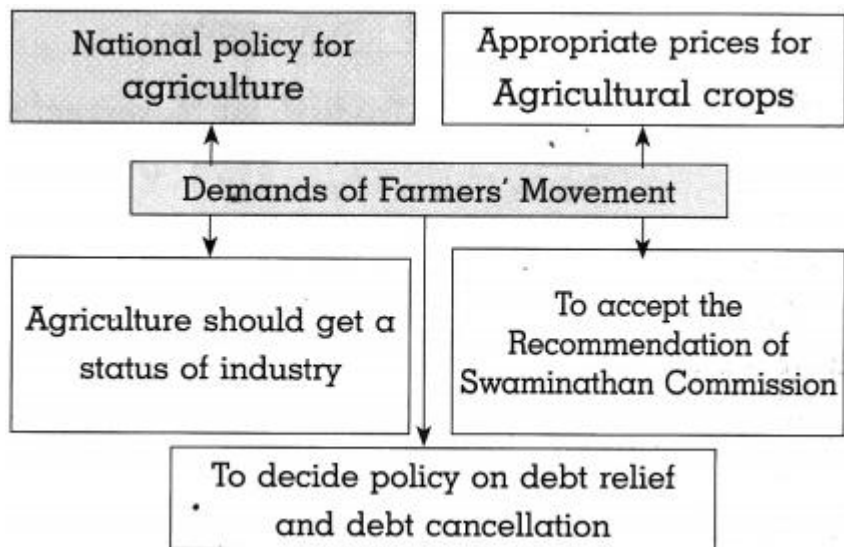 National policy for
agriculture
Appropriate prices for
Agricultural crops
Demands of Farmers' Movement
Agriculture should get a
status of industry
To accept the
Recommendation of
Swaminathan Commission
To decide policy on debt relief
and debt cancellation